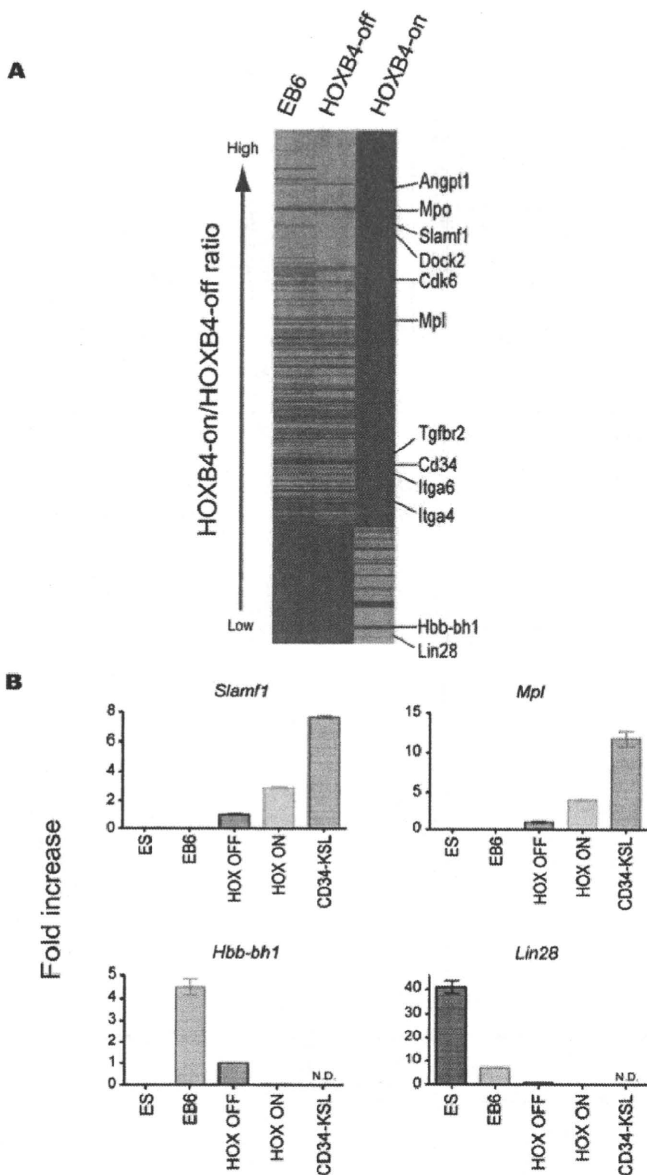 A
EB6
HOXB4-off
HOXB4-on
High
HOXB4-on/HOXB4-off ratio
Low
Angpt1
Mpo
Slamf1
Dock2
Cdk6
Mpl
Tgfbr2
Cd34
Itga6
Itga4
Hbb-bh1
Lin28
B
Fold increase
Slamf1
8
6
4
2
0
ES
EB6
HOX OFF
HOX ON
CD34-KSL
Mpl
15
10
5
0
ES
EB6
HOX OFF
HOX ON
CD34-KSL
Hbb-bh1
5
4
3
2
1
0
N.D.
ES
EB6
HOX OFF
HOX ON
CD34-KSL
Lin28
40
30
20
10
0
N.D.
ES
EB6
HOX OFF
HOX ON
CD34-KSL